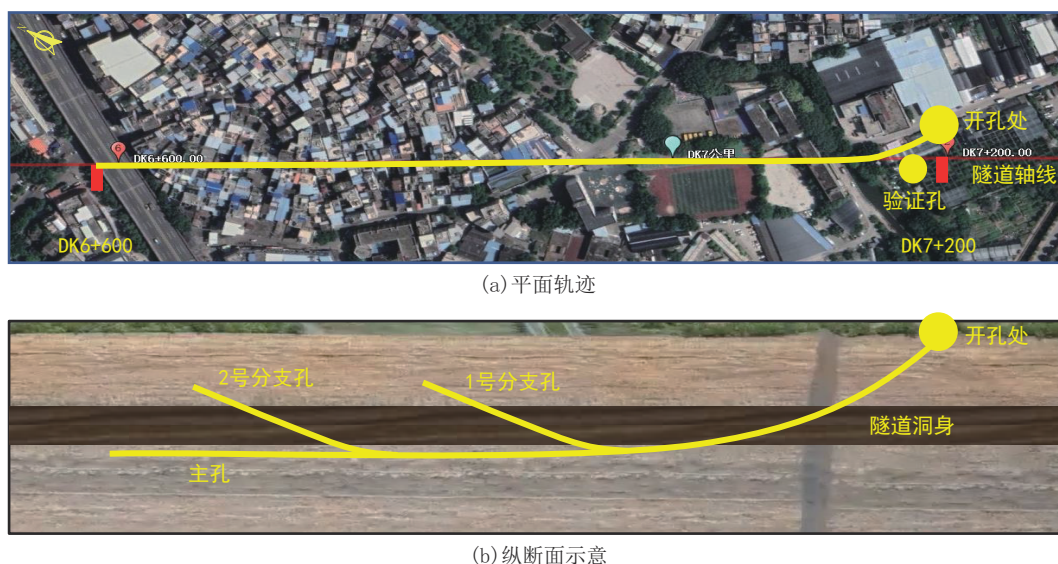 开孔处
6
DK6+600.00
DK7公里
DK7+200.00
隧道轴线
验证孔
DK6+600
DK7+200
(a)平面轨迹
开孔处
2号分支孔
1号分支孔
隧道洞身
主孔
(b)纵断面示意